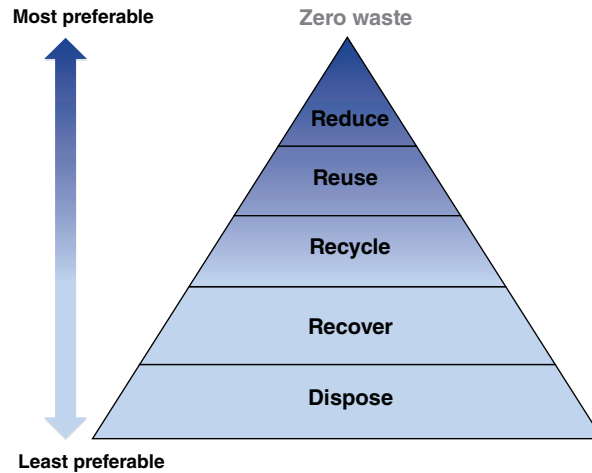 Most preferable
Zero waste
Reduce
Reuse
Recycle
Recover
Dispose
Least preferable